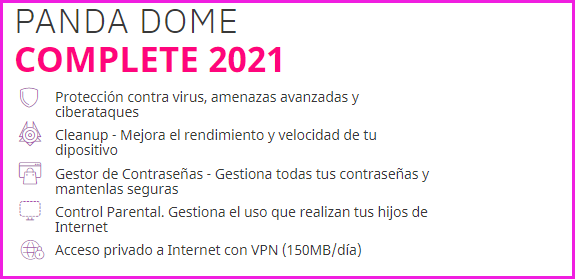 PANDA DOME
COMPLETE 2021
Protección contra virus, amenazas avanzadas y
ciberataques
Cleanup - Mejora el rendimiento y velocidad de tu
dipositivo
Gestor de Contraseñas - Gestiona todas tus contraseñas y
mantenlas seguras
Control Parental. Gestiona el uso que realizan tus hijos de
Internet
Acceso privado a Internet con VPN (150MB/día)